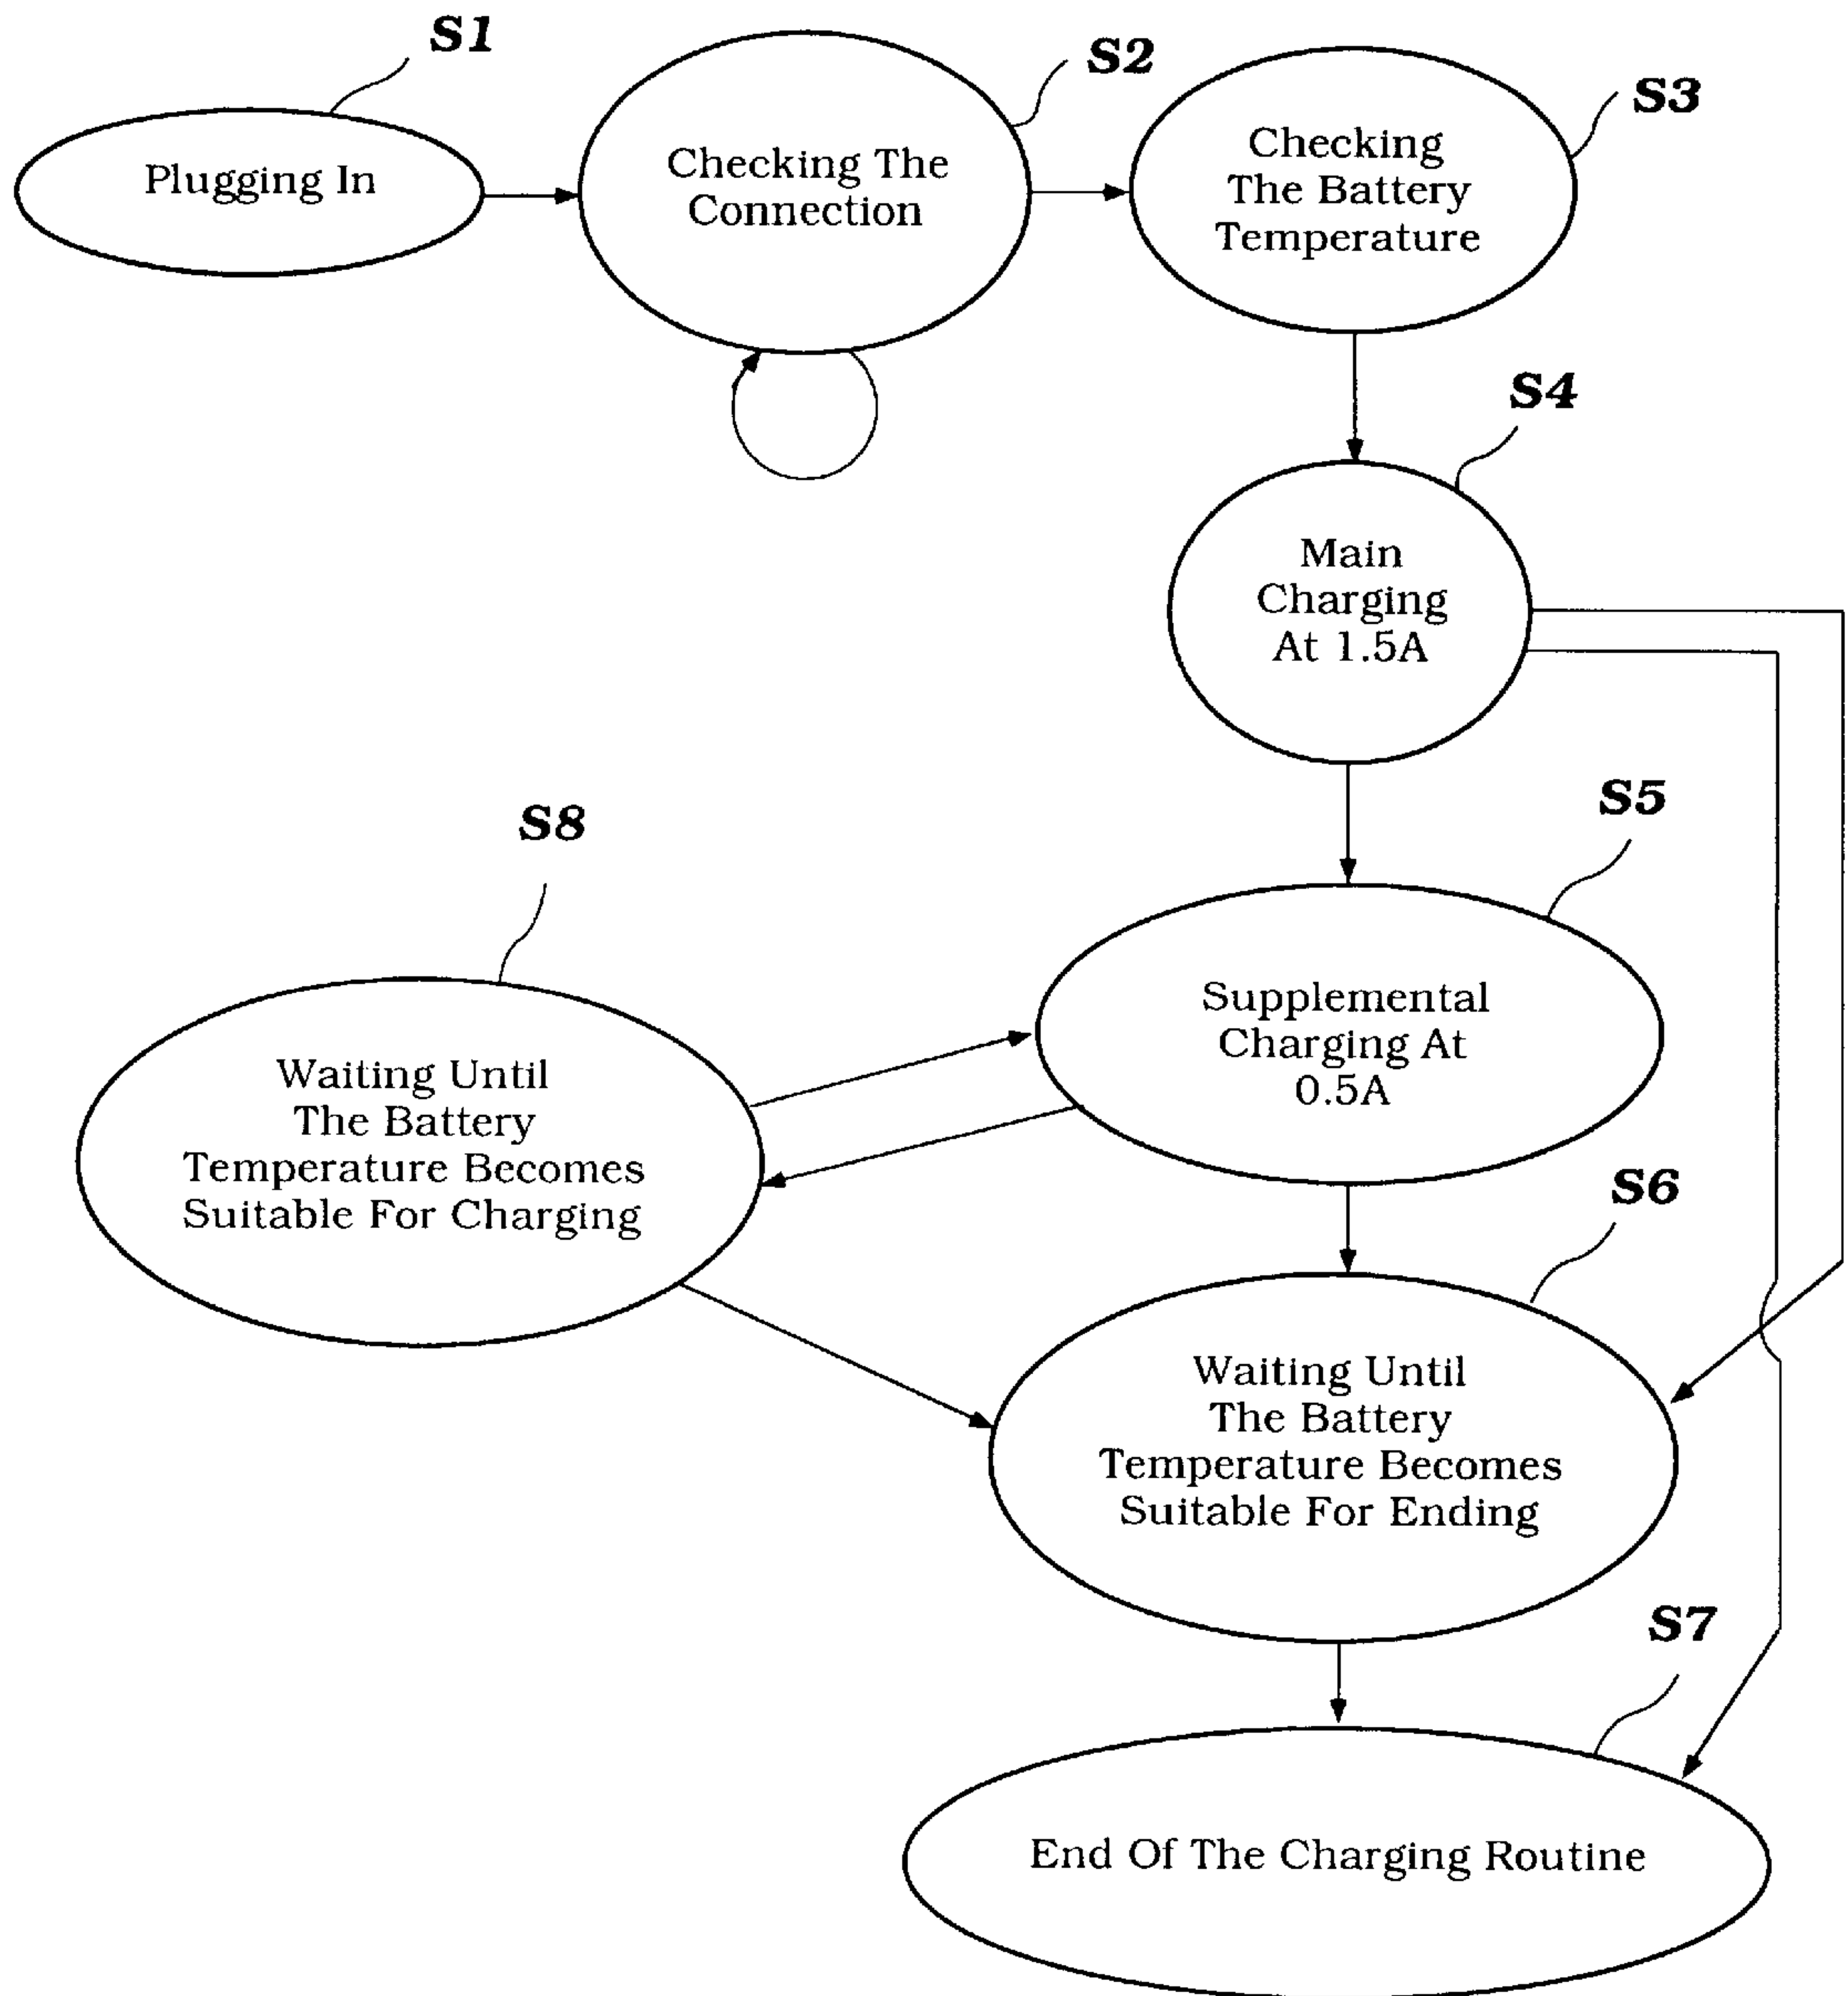 S1
Plugging In
S2
Checking The
Connection
S3
Checking
The Battery
Temperature
S4
Main
Charging
At 1.5A
S5
Supplemental
Charging At
0.5A
S8
Waiting Until
The Battery
Temperature Becomes
Suitable For Charging
S6
Waiting Until
The Battery
Temperature Becomes
Suitable For Ending
S7
End Of The Charging Routine